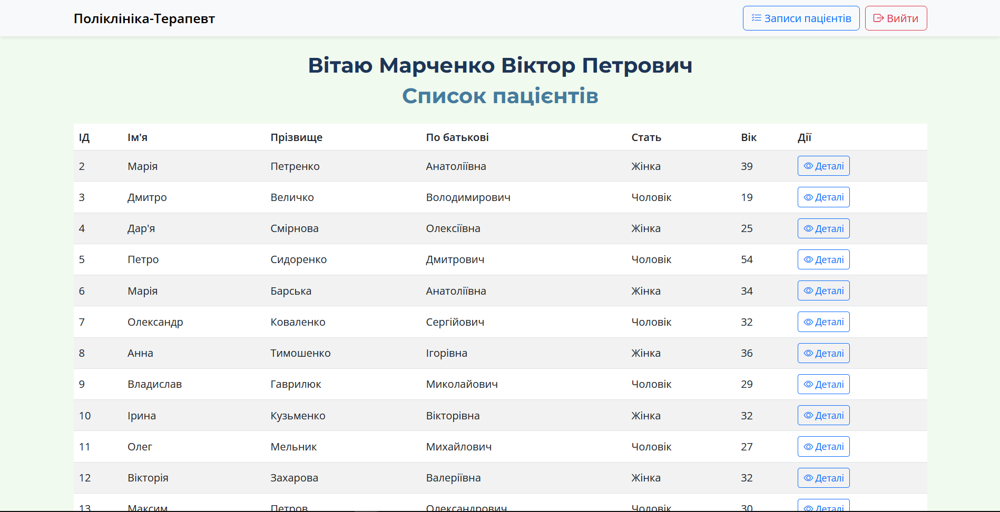 Поліклініка-Терапевт Записи пацієнтів Вийти
Вітаю Марченко Віктор Петрович
Список пацієнтів
ІД Ім'я Прізвище По батькові Стать Вік Дії
2 Марія Петренко Анатоліївна Жінка 39 Деталі
3 Дмитро Величко Володимирович Чоловік 19 Деталі
4 Дар'я Смірнова Олексіївна Жінка 25 Деталі
5 Петро Сидоренко Дмитрович Чоловік 54 Деталі
6 Марія Барська Анатоліївна Жінка 34 Деталі
7 Олександр Коваленко Сергійович Чоловік 32 Деталі
8 Анна Тимошенко Ігорівна Жінка 36 Деталі
9 Владислав Гаврилюк Миколайович Чоловік 29 Деталі
10 Ірина Кузьменко Вікторівна Жінка 32 Деталі
11 Олег Мельник Михайлович Чоловік 27 Деталі
12 Вікторія Захарова Валеріївна Жінка 32 Деталі
13 Максим Петров Олександрович Чоловік 30 Деталі